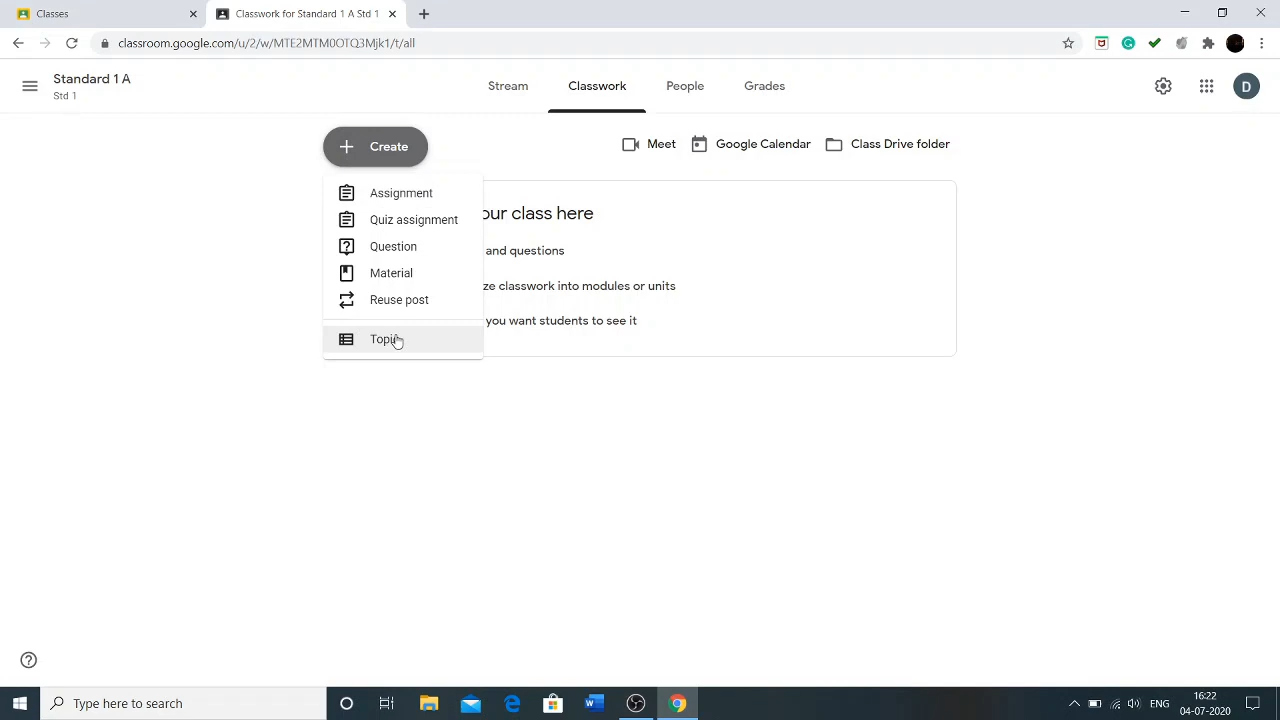 Classes
Classwork for Standard 1 A Std 1
classroom.google.com/u/2/w/MTE2MTM0OTQ3Mjk1/t/all
Standard 1 A
Std 1
Stream
Classwork
People
Grades
D
Create
Meet
Google Calendar
Class Drive folder
Assignment
Quiz assignment
Question
Material
Reuse post
Topic
our class here
and questions
ze classwork into modules or units
you want students to see it
Type here to search
ENG
16:22
04-07-2020